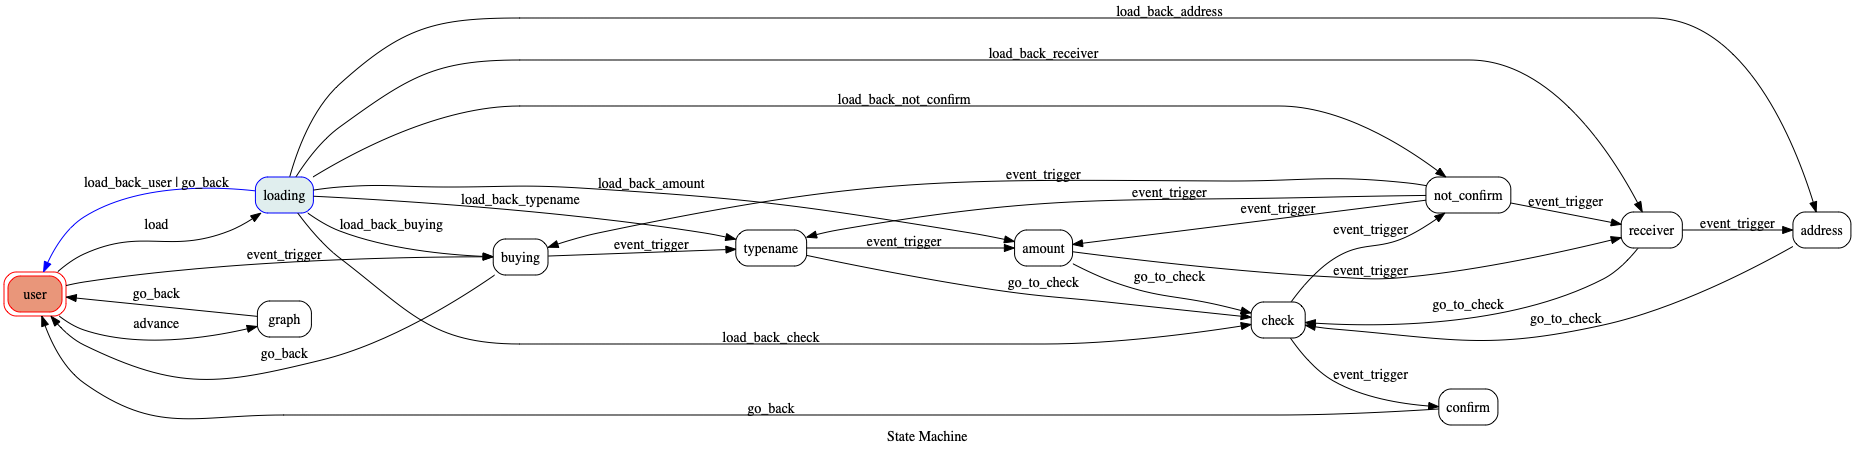 load_back_address
load_back_receiver
load_back_not_confirm
event_trigger
load_back_user | go_back
loading
load_back_amount
event_trigger
not_confirm
load_back_typename
event_trigger
event_trigger
load
load_back_buying
event_trigger
receiver
event_trigger
address
event_trigger
buying
event_trigger
typename
event_trigger
amount
event_trigger
user
go_back
go_to_check
go_to_check
go_to_check
go_to_check
advance
graph
check
go_back
load_back_check
event_trigger
go_back
confirm
State Machine